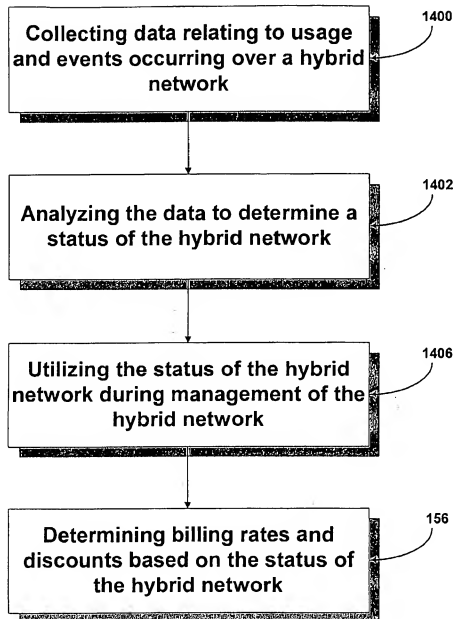 1400
Collecting data relating to usage
and events occurring over a hybrid
network
1402
Analyzing the data to determine a
status of the hybrid network
1406
Utilizing the status of the hybrid
network during management of the
hybrid network
156
Determining billing rates and
discounts based on the status of
the hybrid network